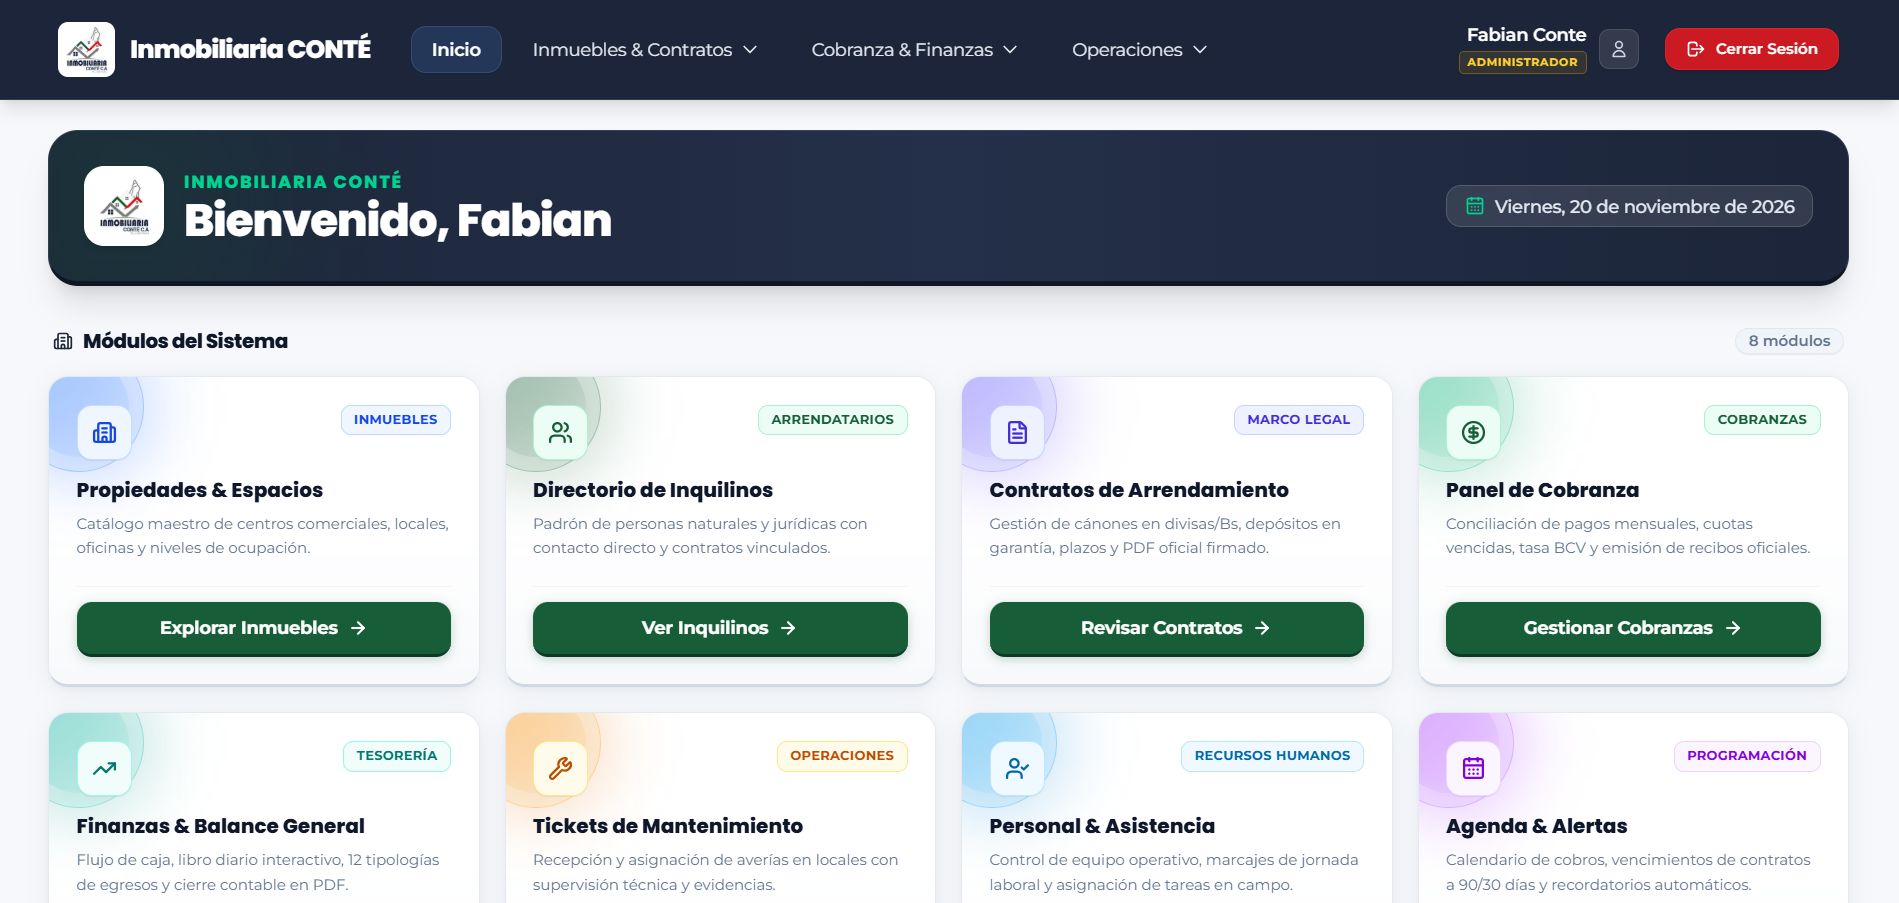 INMOBILIARIA
CONTÉ C.A
Inmobiliaria CONTÉ
Inicio
Inmuebles & Contratos
Cobranza & Finanzas
Operaciones
Fabian Conte
ADMINISTRADOR
Cerrar Sesión
INMOBILIARIA
CONTÉ C.A
INMOBILIARIA CONTÉ
Bienvenido, Fabian
Viernes, 20 de noviembre de 2026
Módulos del Sistema
8 módulos
INMUEBLES
Propiedades & Espacios
Catálogo maestro de centros comerciales, locales,
oficinas y niveles de ocupación.
Explorar Inmuebles
ARRENDATARIOS
Directorio de Inquilinos
Padrón de personas naturales y jurídicas con
contacto directo y contratos vinculados.
Ver Inquilinos
MARCO LEGAL
Contratos de Arrendamiento
Gestión de cánones en divisas/Bs, depósitos en
garantía, plazos y PDF oficial firmado.
Revisar Contratos
COBRANZAS
Panel de Cobranza
Conciliación de pagos mensuales, cuotas
vencidas, tasa BCV y emisión de recibos oficiales.
Gestionar Cobranzas
TESORERÍA
Finanzas & Balance General
Flujo de caja, libro diario interactivo, 12 tipologías
de egresos y cierre contable en PDF.
OPERACIONES
Tickets de Mantenimiento
Recepción y asignación de averías en locales con
supervisión técnica y evidencias.
RECURSOS HUMANOS
Personal & Asistencia
Control de equipo operativo, marcajes de jornada
laboral y asignación de tareas en campo.
PROGRAMACIÓN
Agenda & Alertas
Calendario de cobros, vencimientos de contratos
a 90/30 días y recordatorios automáticos.